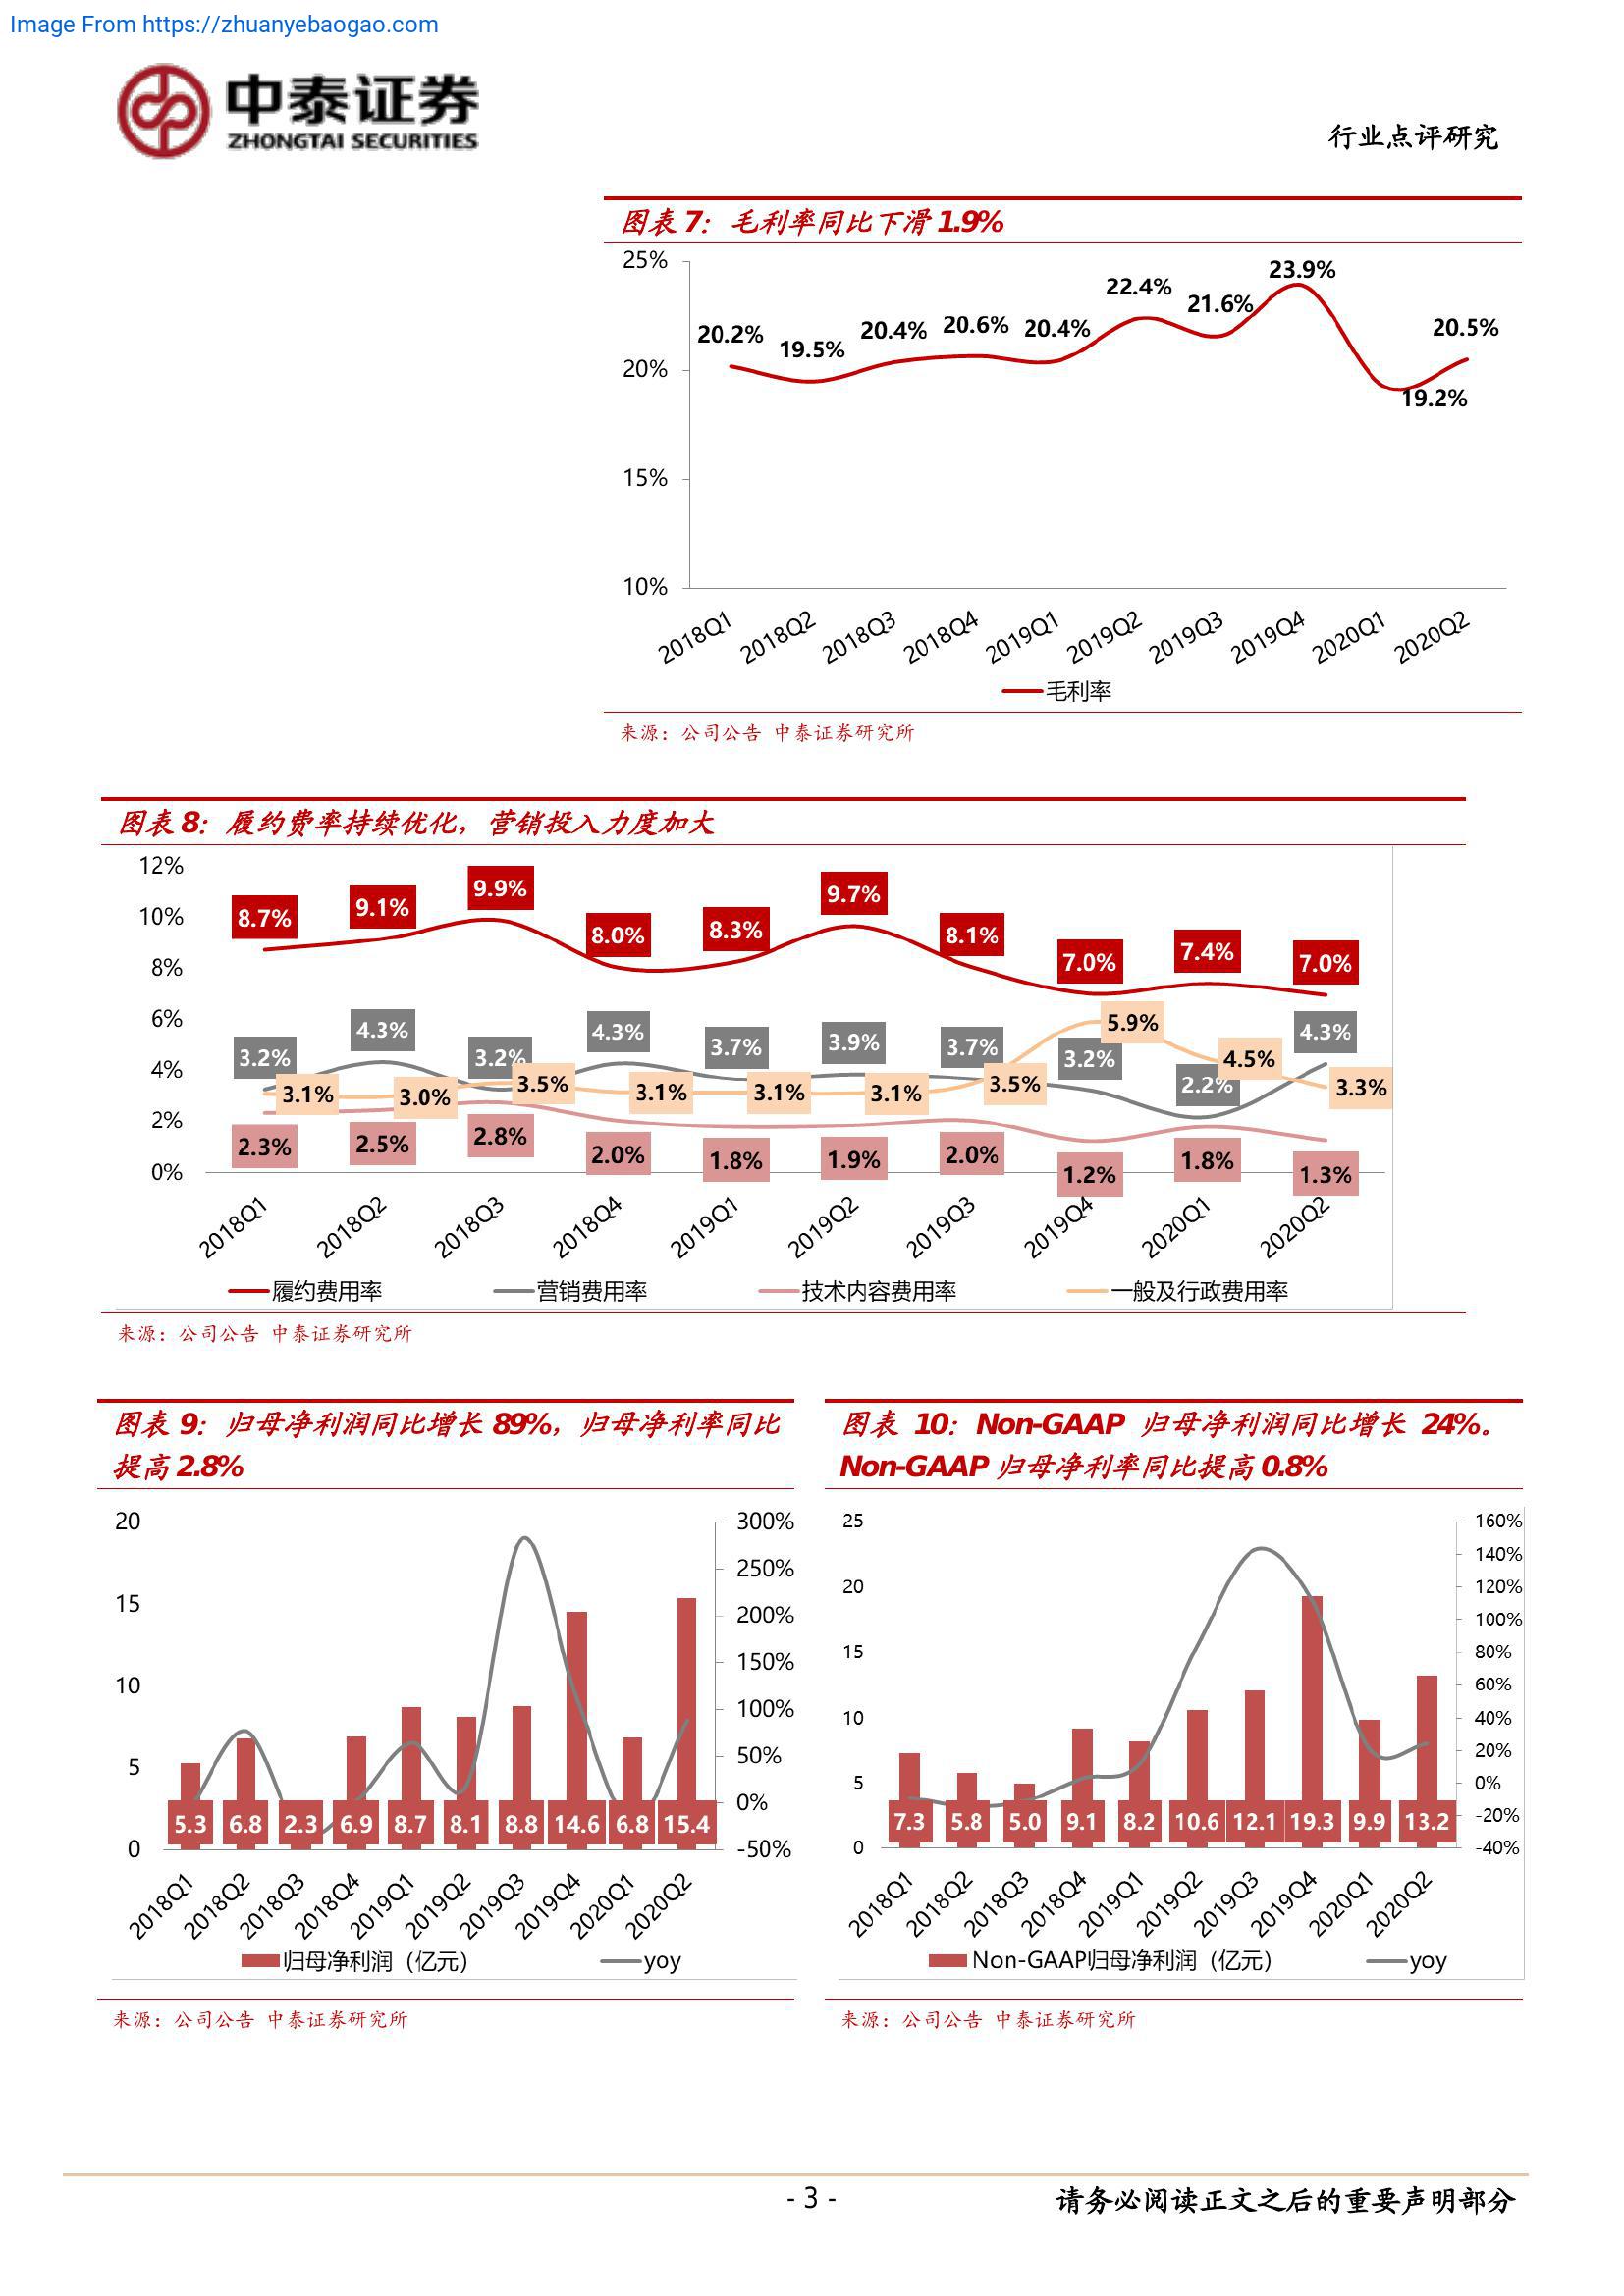 Image From https://zhuanyebaogao.com
中泰证券
ZHONGTAI SECURITIES
行业点评研究
图表 7：毛利率同比下滑 1.9%
25%
20%
15%
10%
20.2%
19.5%
20.4%
20.6%
20.4%
22.4%
21.6%
23.9%
19.2%
20.5%
2018Q1
2018Q2
2018Q3
2018Q4
2019Q1
2019Q2
2019Q3
2019Q4
2020Q1
2020Q2
毛利率
来源：公司公告 中泰证券研究所
图表 8：履约费率持续优化，营销投入力度加大
12%
10%
8%
6%
4%
2%
0%
8.7%
9.1%
9.9%
8.0%
8.3%
9.7%
8.1%
7.0%
7.4%
7.0%
3.2%
4.3%
3.2%
4.3%
3.7%
3.9%
3.7%
3.2%
2.2%
4.3%
3.1%
3.0%
3.5%
3.1%
3.1%
3.1%
3.5%
5.9%
4.5%
3.3%
2.3%
2.5%
2.8%
2.0%
1.8%
1.9%
2.0%
1.2%
1.8%
1.3%
2018Q1
2018Q2
2018Q3
2018Q4
2019Q1
2019Q2
2019Q3
2019Q4
2020Q1
2020Q2
履约费用率
营销费用率
技术内容费用率
一般及行政费用率
来源：公司公告 中泰证券研究所
图表 9：归母净利润同比增长 89%，归母净利率同比
提高 2.8%
20
15
10
5
0
300%
250%
200%
150%
100%
50%
0%
-50%
5.3
6.8
2.3
6.9
8.7
8.1
8.8
14.6
6.8
15.4
2018Q1
2018Q2
2018Q3
2018Q4
2019Q1
2019Q2
2019Q3
2019Q4
2020Q1
2020Q2
归母净利润（亿元）
yoy
来源：公司公告 中泰证券研究所
图表 10：Non-GAAP 归母净利润同比增长 24%。
Non-GAAP 归母净利率同比提高 0.8%
25
20
15
10
5
0
160%
140%
120%
100%
80%
60%
40%
20%
0%
-20%
-40%
7.3
5.8
5.0
9.1
8.2
10.6
12.1
19.3
9.9
13.2
2018Q1
2018Q2
2018Q3
2018Q4
2019Q1
2019Q2
2019Q3
2019Q4
2020Q1
2020Q2
Non-GAAP归母净利润（亿元）
yoy
来源：公司公告 中泰证券研究所
- 3 -
请务必阅读正文之后的重要声明部分